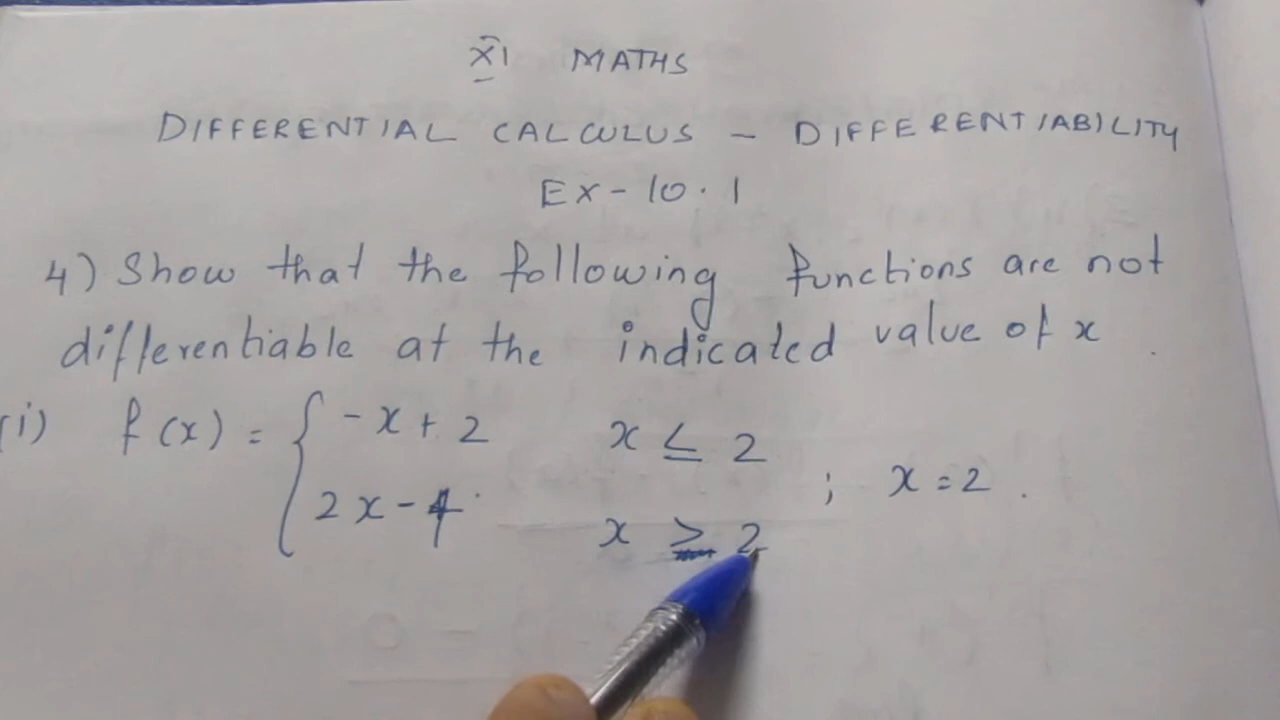 XI MATHS
DIFFERENTIAL CALCULUS - DIFFERENTIABILITY
Ex - 10.1
4) Show that the following functions are not
differentiable at the indicated value of x.
(i) f(x) = { -x + 2 x ≤ 2
2x - 4 x ≥ 2 ; x = 2.